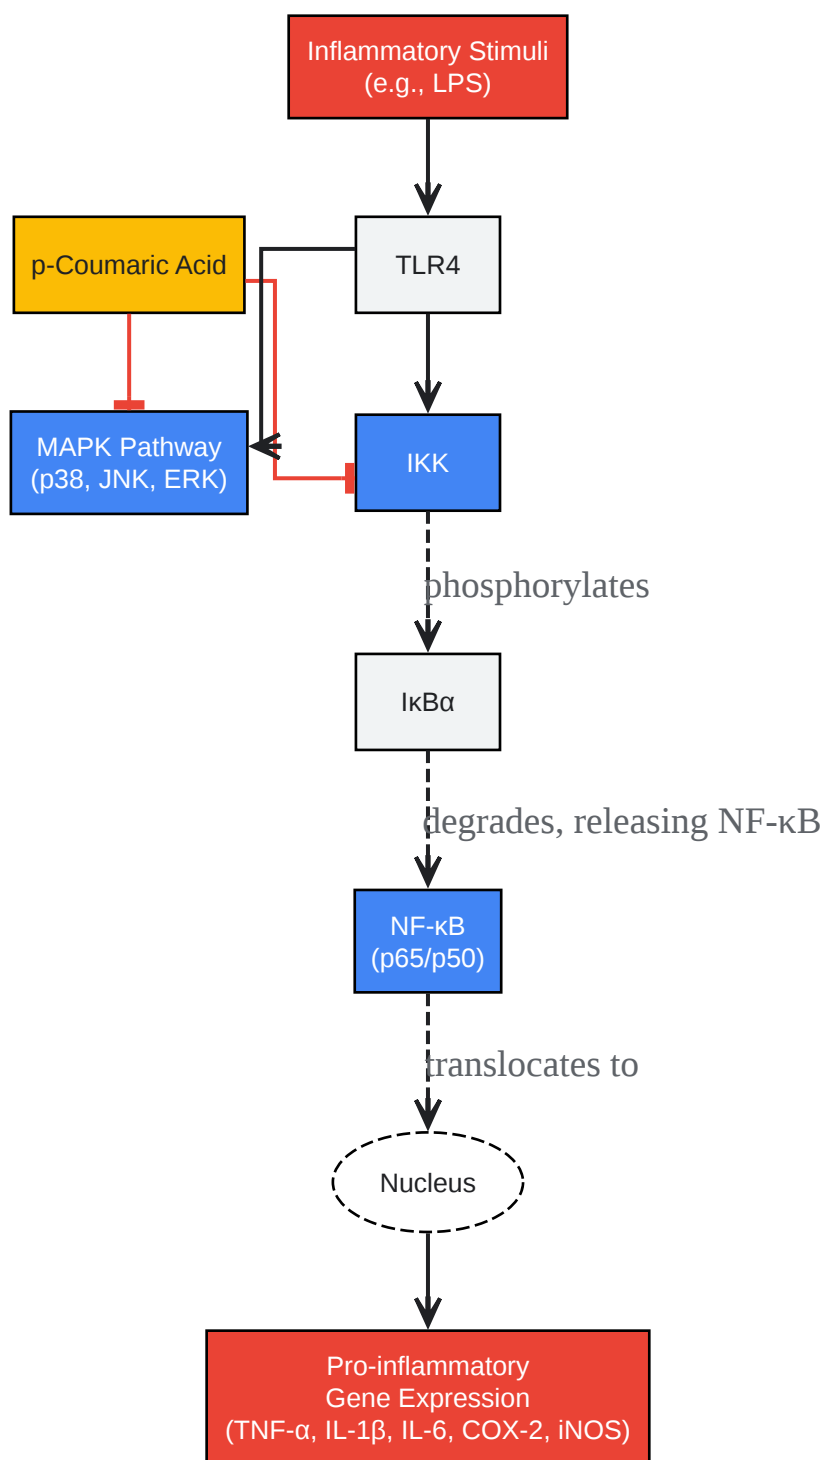 Inflammatory Stimuli
(e.g., LPS)
p-Coumaric Acid
TLR4
MAPK Pathway
(p38, JNK, ERK)
IKK
phosphorylates
IκBα
degrades, releasing NF-κB
NF-κB
(p65/p50)
translocates to
Nucleus
Pro-inflammatory
Gene Expression
(TNF-α, IL-1β, IL-6, COX-2, iNOS)